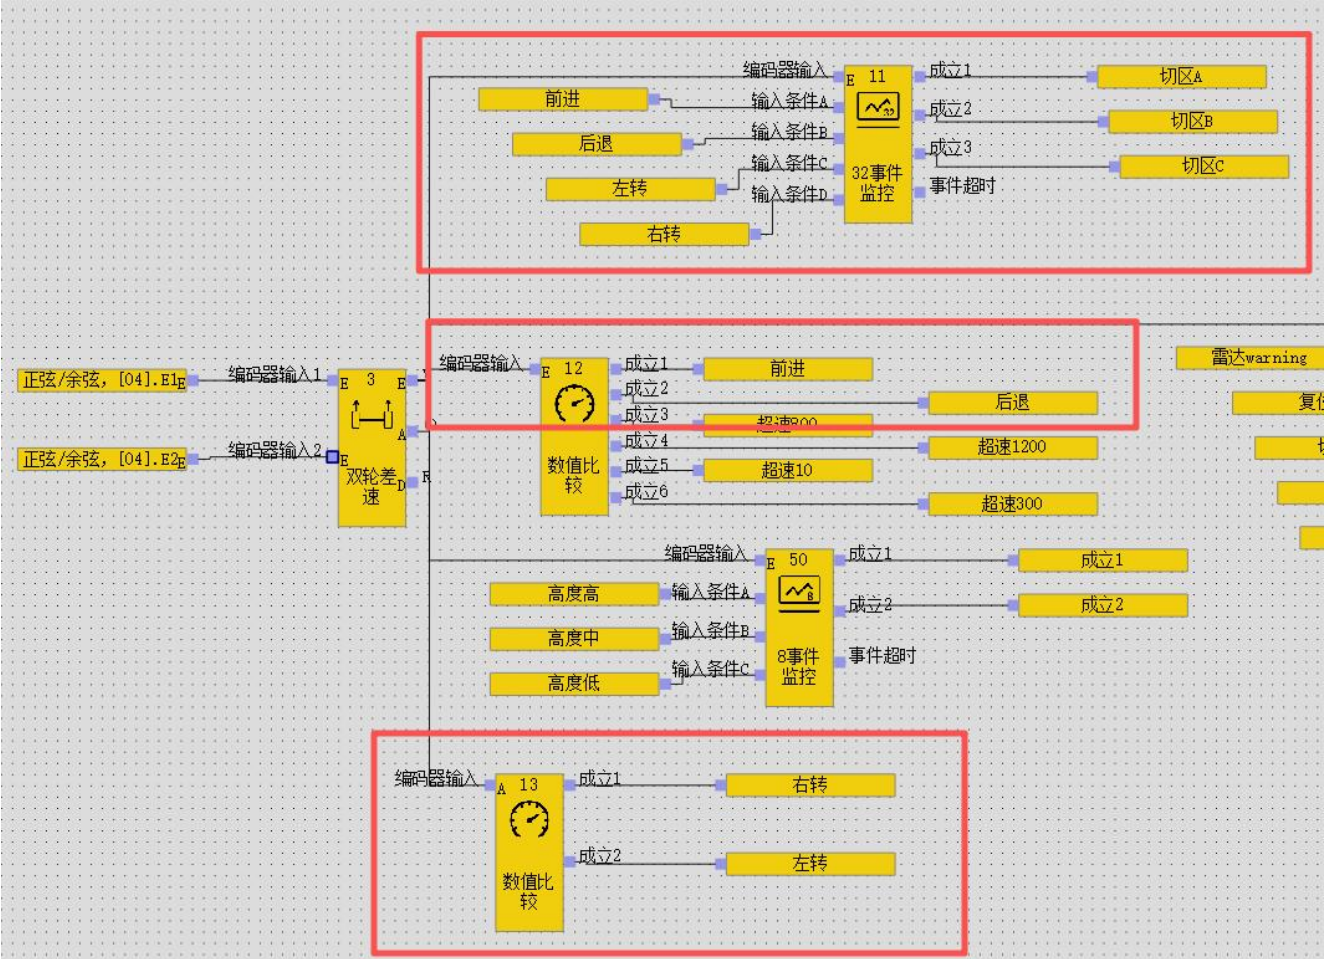 编码器输入
E 11
成立1
切区A
前进
输入条件A
32
成立2
切区B
后退
输入条件B
成立3
切区C
左转
输入条件C
32事件
监控
事件超时
输入条件D
右转
正弦/余弦, [04].E1
E
编码器输入1
E 3 E
V
编码器输入
E 12
成立1
前进
雷达warning
成立2
后退
成立3
超速800
A
正弦/余弦, [04].E2
E
编码器输入2
E
双轮差
速
D
R
数值比
较
成立4
超速1200
成立5
超速10
成立6
超速300
编码器输入
E 50
成立1
成立1
高度高
输入条件A
8
成立2
成立2
高度中
输入条件B
8事件
监控
事件超时
高度低
输入条件C
编码器输入
A 13
成立1
右转
成立2
左转
数值比
较